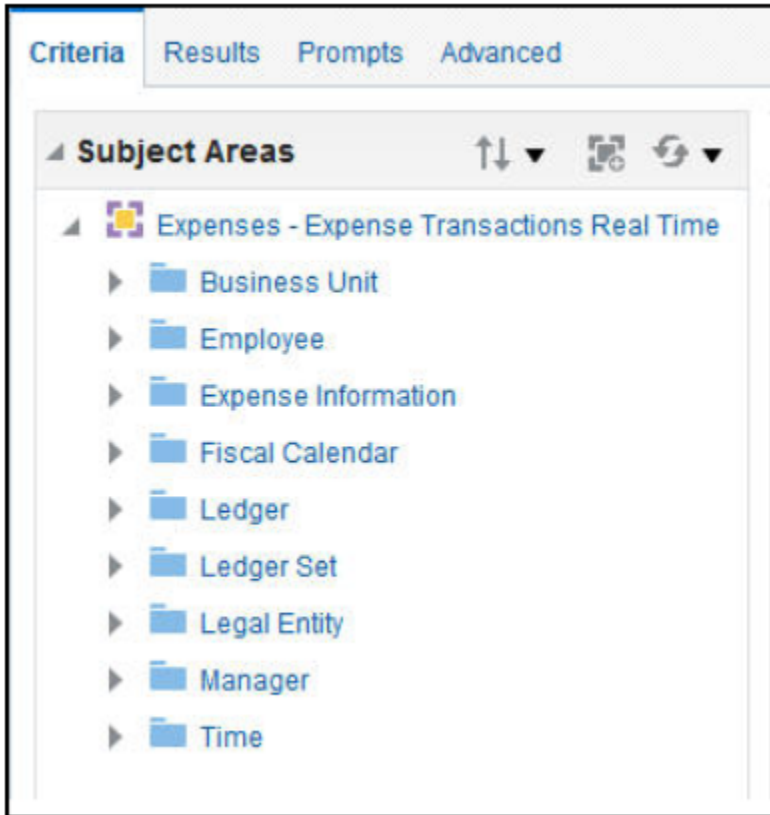 Criteria Results Prompts Advanced
Subject Areas
Expenses - Expense Transactions Real Time
Business Unit
Employee
Expense Information
Fiscal Calendar
Ledger
Ledger Set
Legal Entity
Manager
Time